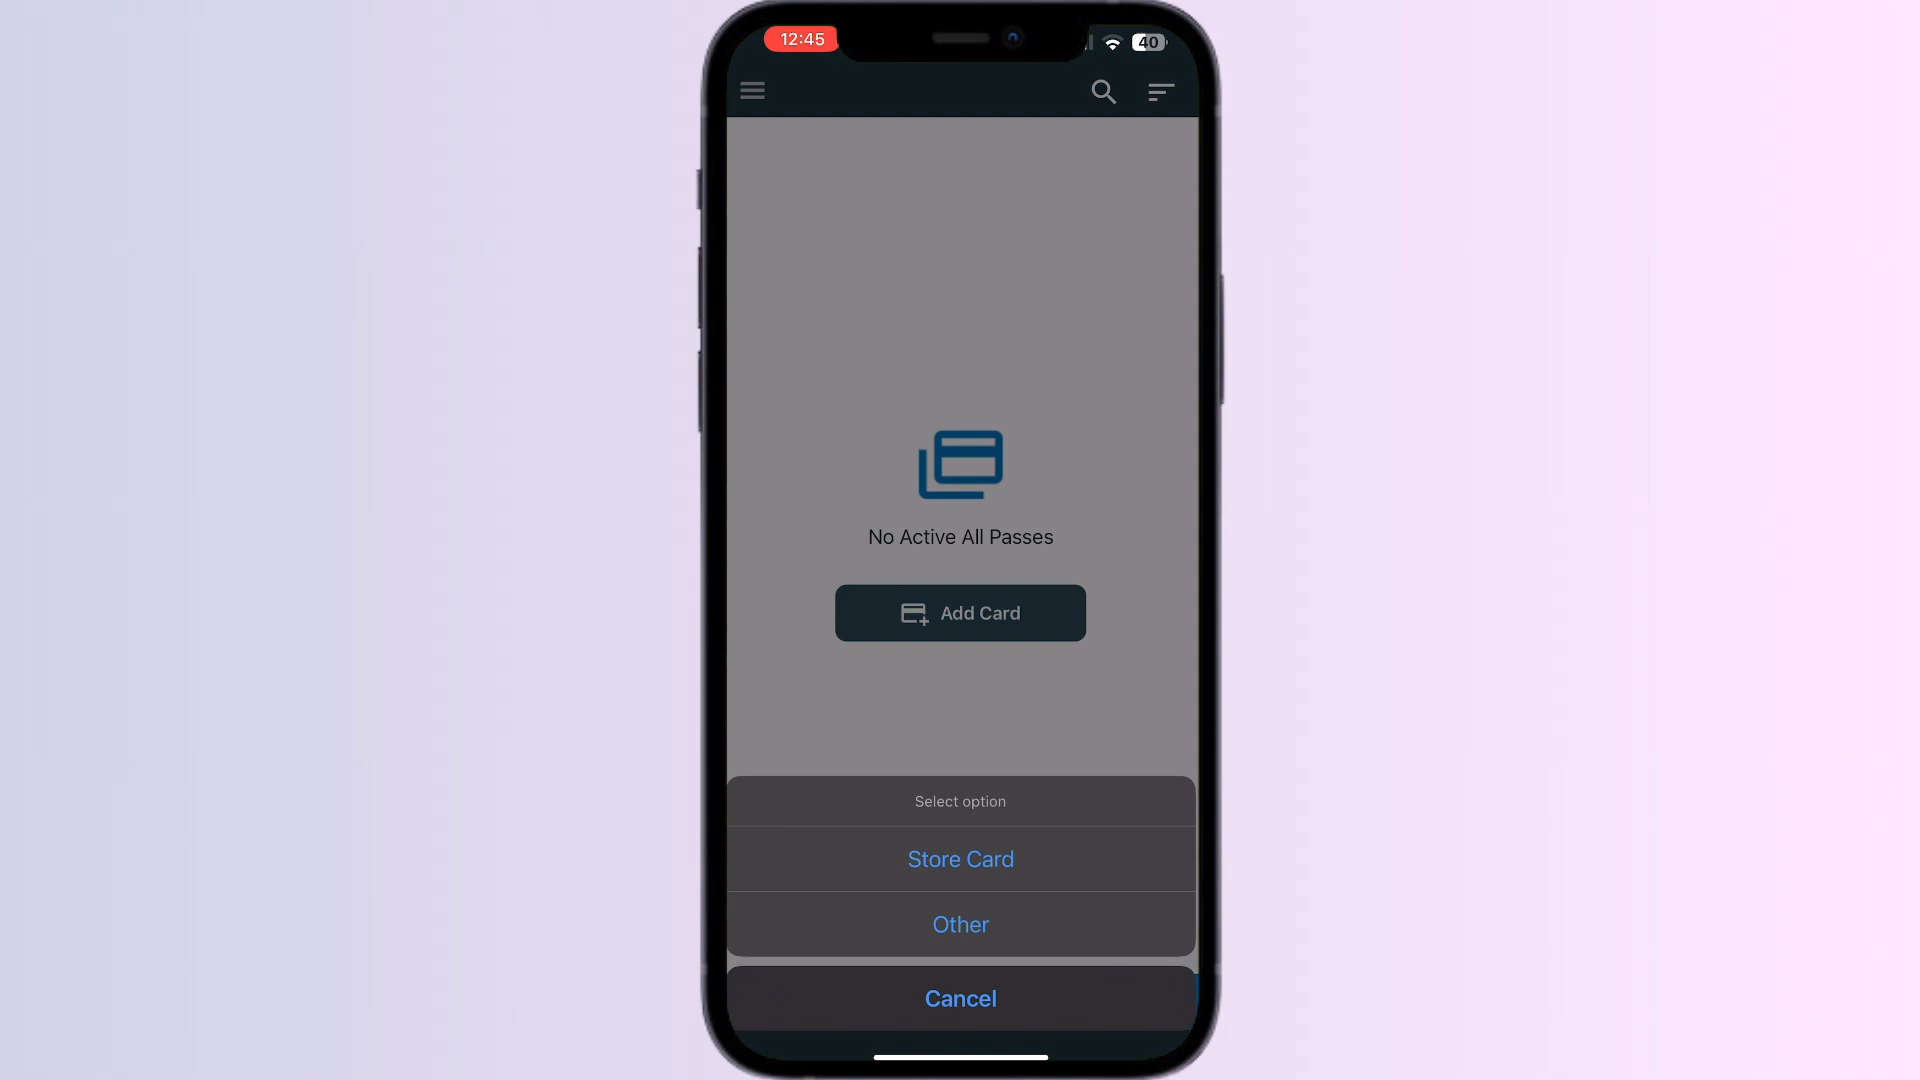 12:45
40
No Active All Passes
Add Card
Select option
Store Card
Other
Cancel